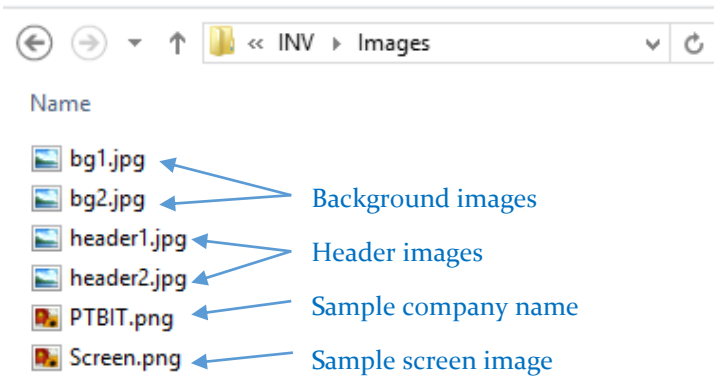 « INV Images
Name
bg1.jpg
bg2.jpg Background images
header1.jpg
Header images
header2.jpg
PTBIT.png Sample company name
Screen.png Sample screen image